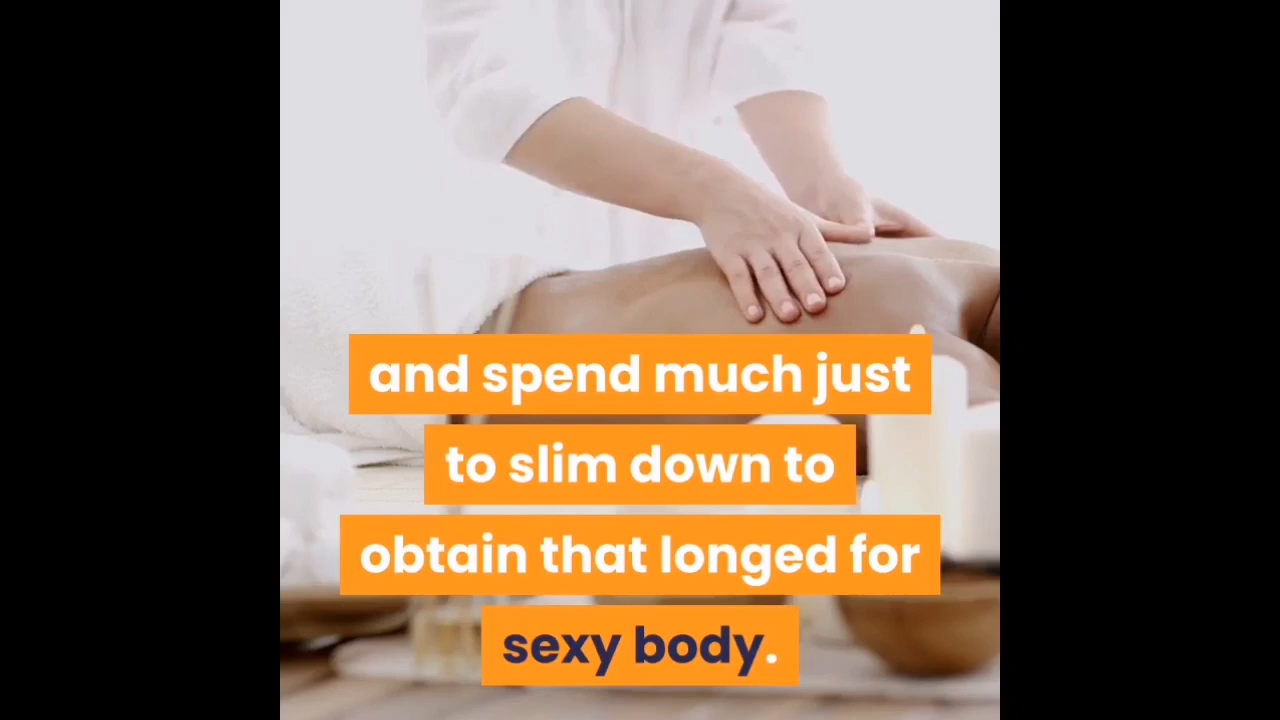 and spend much just
to slim down to
obtain that longed for
sexy body.